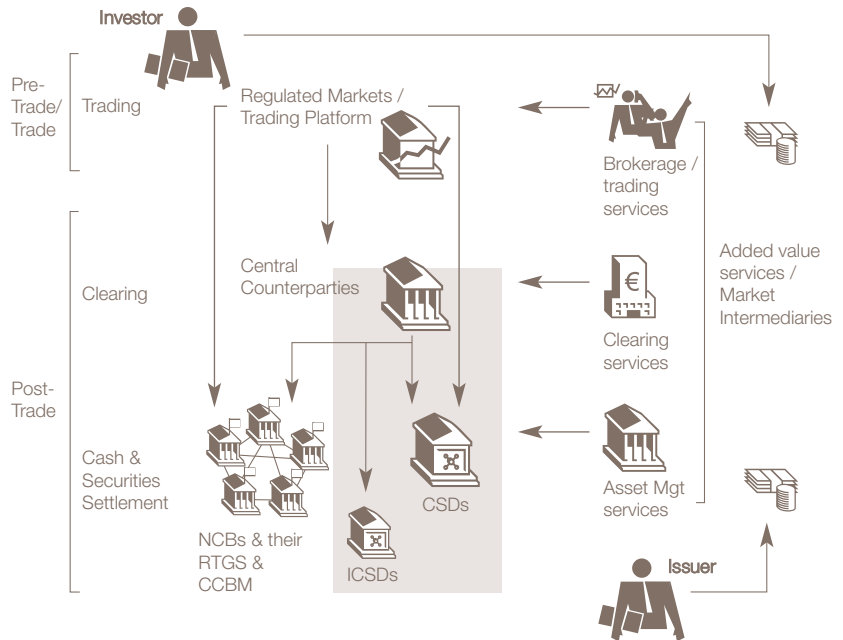 Investor
Pre-
Trade/
Trade
Trading
Regulated Markets /
Trading Platform
Brokerage /
trading
services
Added value
services /
Market
Intermediaries
Clearing
Central
Counterparties
€
Clearing
services
Post-
Trade
Cash &
Securities
Settlement
NCBs & their
RTGS &
CCBM
ICSDs
CSDs
Asset Mgt
services
Issuer